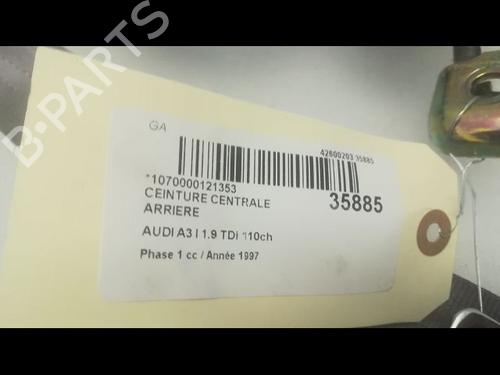 B-PARTS
GA
42600203 35885
*1070000121353
CEINTURE CENTRALE
35885
ARRIERE
AUDI A3 I 1.9 TDi 110ch
Phase 1 cc / Année 1997